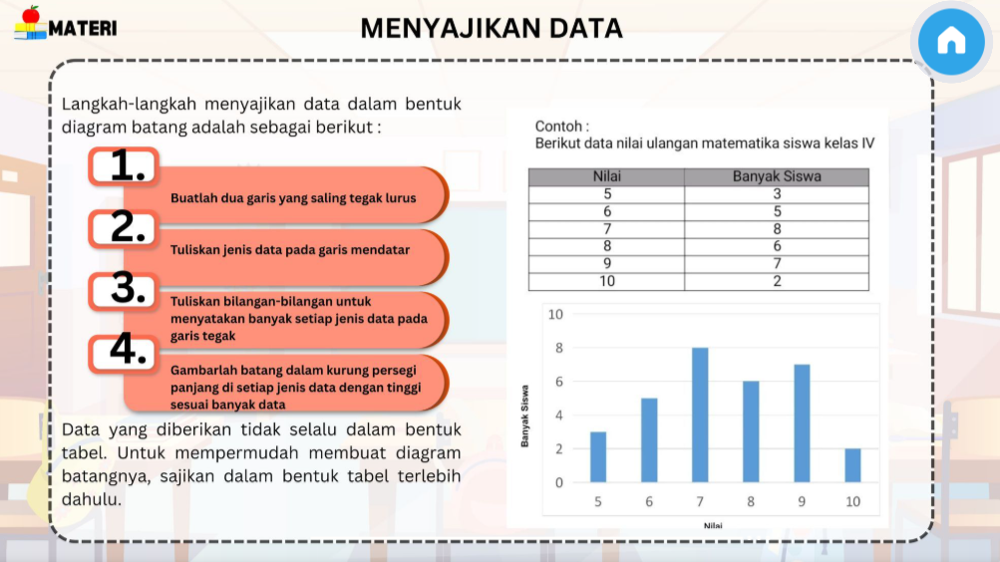 MATERI
MENYAJIKAN DATA
Langkah-langkah menyajikan data dalam bentuk
diagram batang adalah sebagai berikut :
1.
Buatlah dua garis yang saling tegak lurus
2.
Tuliskan jenis data pada garis mendatar
3.
Tuliskan bilangan-bilangan untuk
menyatakan banyak setiap jenis data pada
garis tegak
4.
Gambarlah batang dalam kurung persegi
panjang di setiap jenis data dengan tinggi
sesuai banyak data
Data yang diberikan tidak selalu dalam bentuk
tabel. Untuk mempermudah membuat diagram
batangnya, sajikan dalam bentuk tabel terlebih
dahulu.
Contoh :
Berikut data nilai ulangan matematika siswa kelas IV
Nilai Banyak Siswa
5 3
6 5
7 8
8 6
9 7
10 2
10
8
6
4
2
0
Banyak Siswa
5 6 7 8 9 10
Nilai